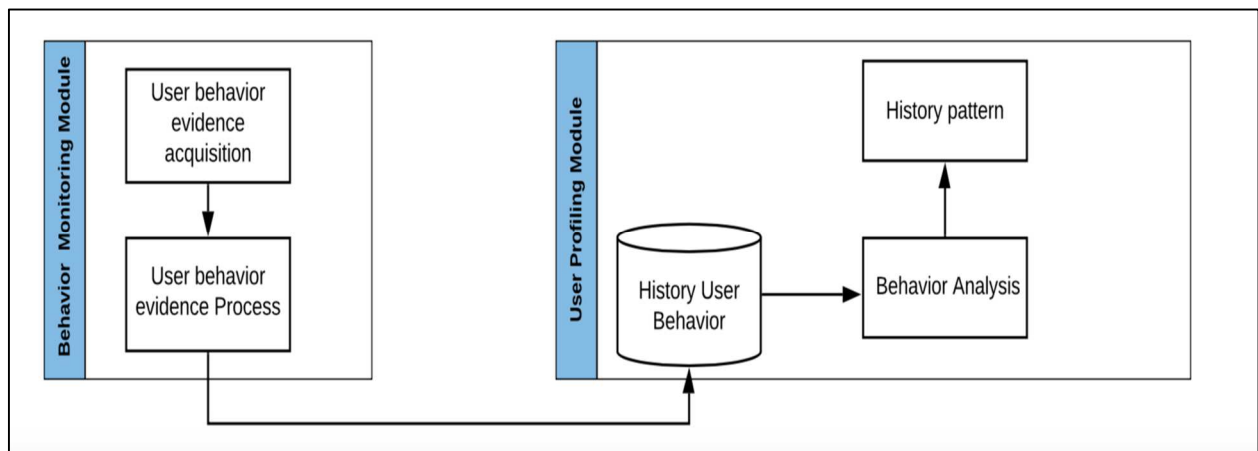 Behavior Monitoring Module
User behavior
evidence
acquisition
User behavior
evidence Process
User Profiling Module
History User
Behavior
Behavior Analysis
History pattern